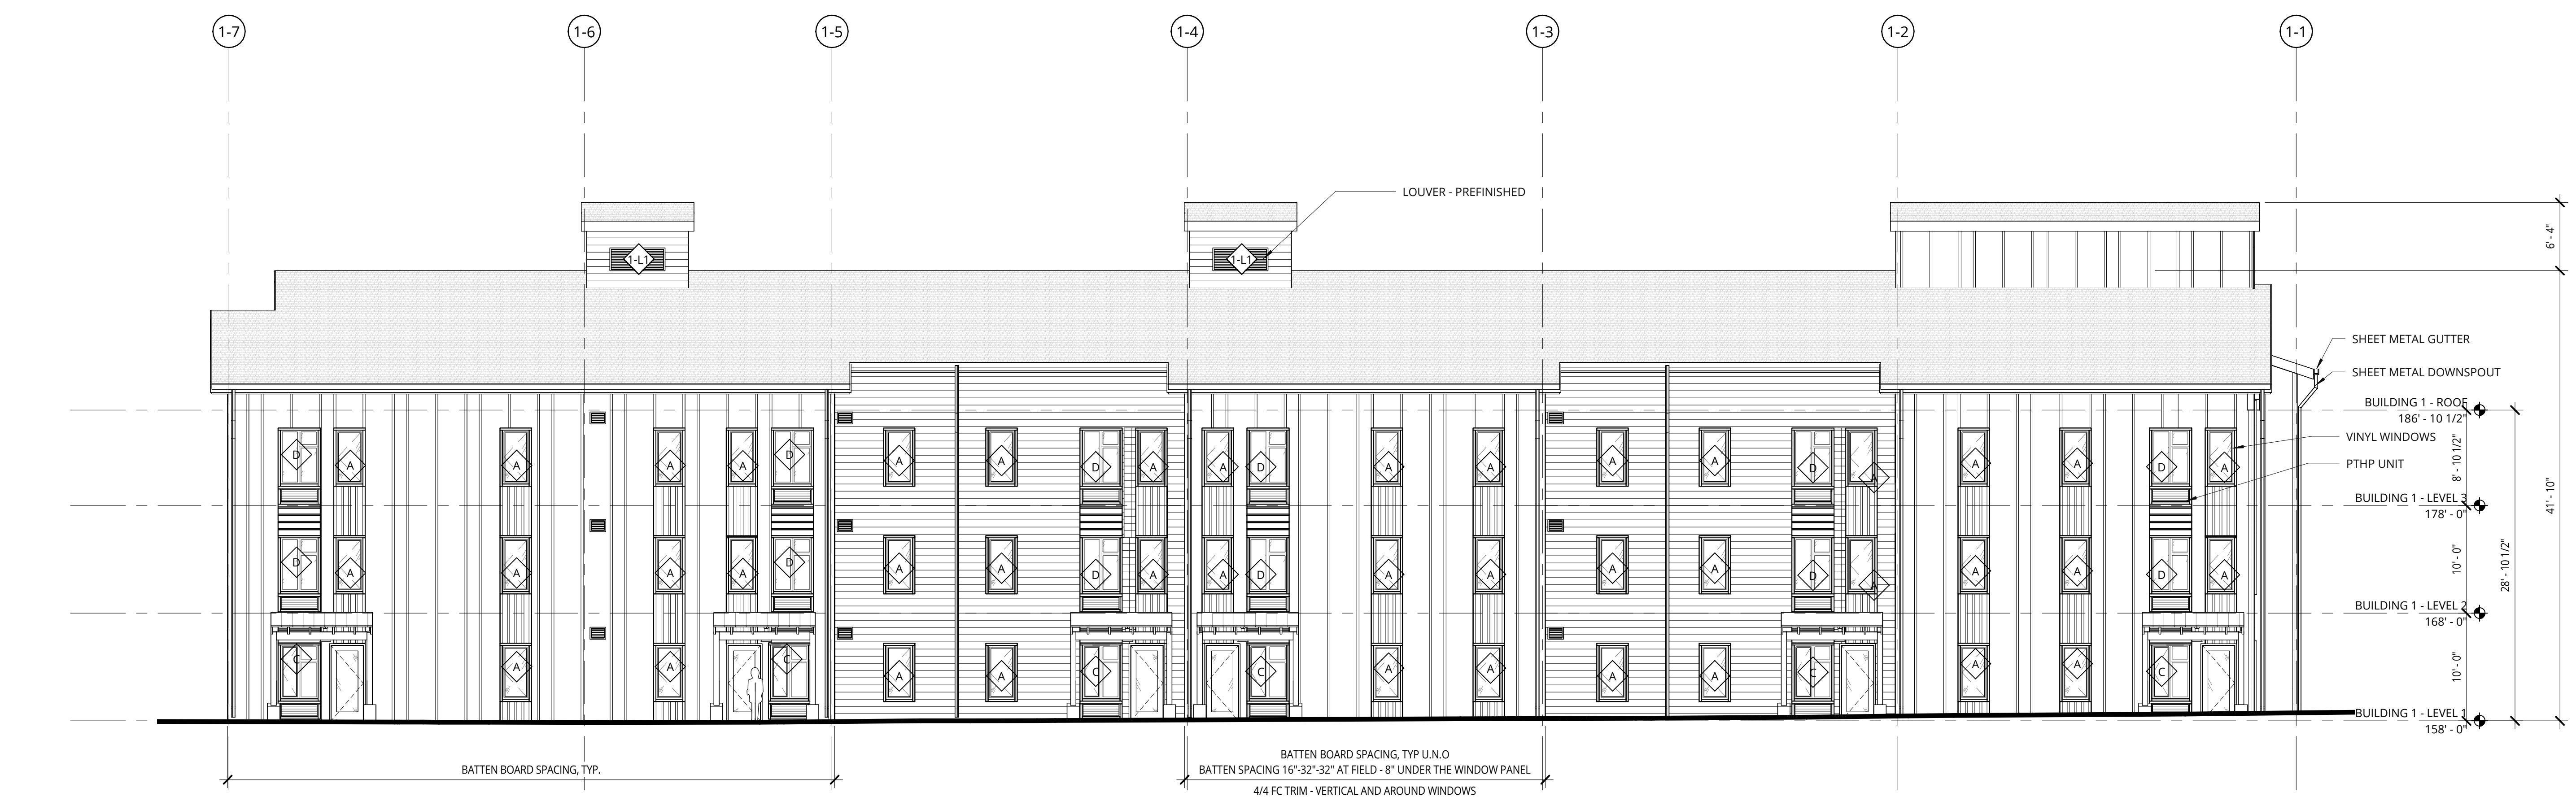 1-7 1-6 1-5 1-4 1-3 1-2 1-1
LOUVER - PREFINISHED
6' - 4"
1-L1 1-L1
SHEET METAL GUTTER
SHEET METAL DOWNSPOUT
BUILDING 1 - ROOF
186' - 10 1/2"
VINYL WINDOWS
PTHP UNIT
8' - 10 1/2"
D A A A A D A A D A A D A A A A D A A A D A
BUILDING 1 - LEVEL 3
178' - 0"
41' - 10"
10' - 0"
28' - 10 1/2"
D A A A A D A A D A A D A A A A D A A A D A
BUILDING 1 - LEVEL 2
168' - 0"
10' - 0"
C A A C A A C C A A A A C A A C
BUILDING 1 - LEVEL 1
158' - 0"
BATTEN BOARD SPACING, TYP.
BATTEN BOARD SPACING, TYP U.N.O
BATTEN SPACING 16"-32"-32" AT FIELD - 8" UNDER THE WINDOW PANEL
4/4 FC TRIM - VERTICAL AND AROUND WINDOWS